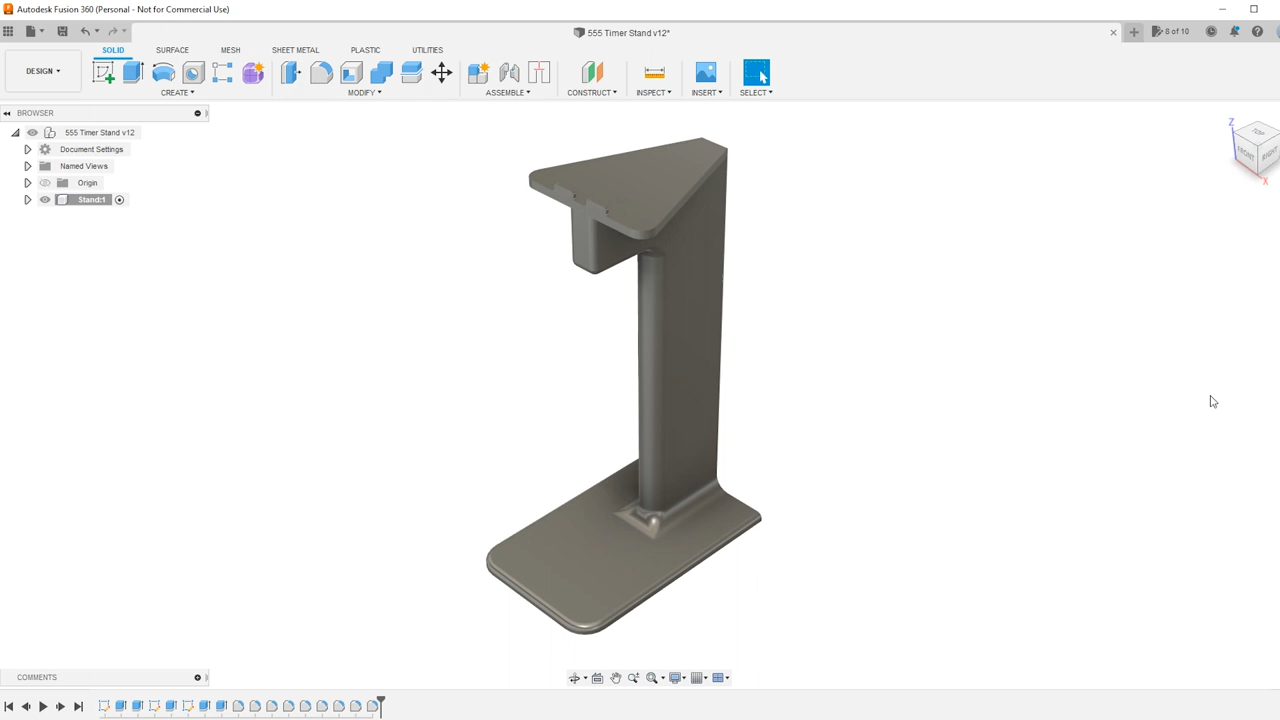 Autodesk Fusion 360 (Personal - Not for Commercial Use)
555 Timer Stand v12*
8 of 10
DESIGN
SOLID SURFACE MESH SHEET METAL PLASTIC UTILITIES
CREATE MODIFY ASSEMBLE CONSTRUCT INSPECT INSERT SELECT
BROWSER
555 Timer Stand v12
Document Settings
Named Views
Origin
Stand:1
Z
TOP
FRONT
RIGHT
X
COMMENTS